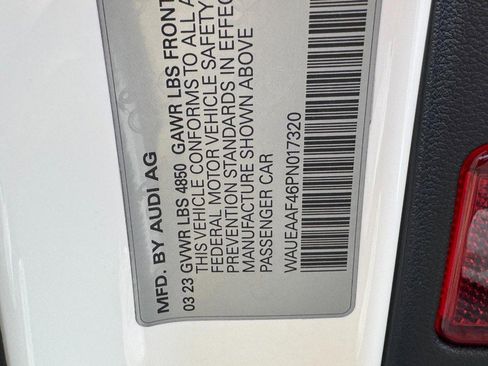 MFD. BY AUDI AG
03 23 GVWR LBS 4850 GAWR LBS FRONT
THIS VEHICLE CONFORMS TO ALL
FEDERAL MOTOR VEHICLE SAFETY
PREVENTION STANDARDS IN EFFEC
MANUFACTURE SHOWN ABOVE
PASSENGER CAR
WAUEAAF46PN017320